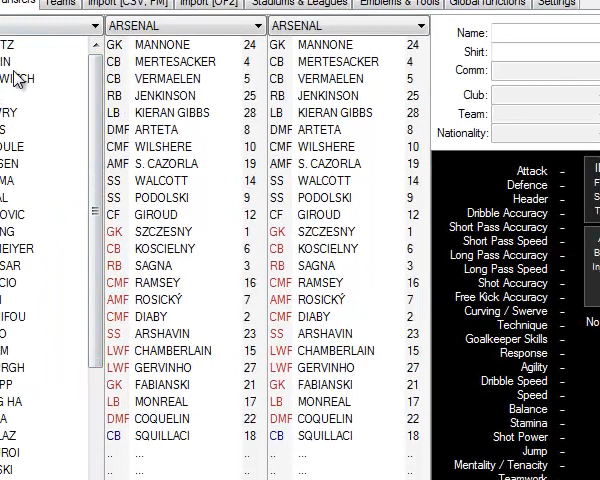 Teams Import [CSV, FM] Import [OF2] Stadiums & Leagues Emblems & Tools Global functions Settings
ARSENAL ARSENAL
GK MANNONE 24 GK MANNONE 24
CB MERTESACKER 4 CB MERTESACKER 4
CB VERMAELEN 5 CB VERMAELEN 5
RB JENKINSON 25 RB JENKINSON 25
LB KIERAN GIBBS 28 LB KIERAN GIBBS 28
DMF ARTETA 8 DMF ARTETA 8
CMF WILSHERE 10 CMF WILSHERE 10
AMF S. CAZORLA 19 AMF S. CAZORLA 19
SS WALCOTT 14 SS WALCOTT 14
SS PODOLSKI 9 SS PODOLSKI 9
CF GIROUD 12 CF GIROUD 12
GK SZCZESNY 1 GK SZCZESNY 1
CB KOSCIELNY 6 CB KOSCIELNY 6
RB SAGNA 3 RB SAGNA 3
CMF RAMSEY 16 CMF RAMSEY 16
AMF ROSICKÝ 7 AMF ROSICKÝ 7
CMF DIABY 2 CMF DIABY 2
SS ARSHAVIN 23 SS ARSHAVIN 23
LWF CHAMBERLAIN 15 LWF CHAMBERLAIN 15
LWF GERVINHO 27 LWF GERVINHO 27
GK FABIANSKI 21 GK FABIANSKI 21
LB MONREAL 17 LB MONREAL 17
DMF COQUELIN 22 DMF COQUELIN 22
CB SQUILLACI 18 CB SQUILLACI 18
.. ... .. .. ... ..
.. ... .. .. ... ..
Name:
Shirt:
Comm:
Club:
Team:
Nationality:
Attack –
Defence –
Header –
Dribble Accuracy –
Short Pass Accuracy –
Short Pass Speed –
Long Pass Accuracy –
Long Pass Speed –
Shot Accuracy –
Free Kick Accuracy –
Curving / Swerve –
Technique –
Goalkeeper Skills –
Response –
Agility –
Dribble Speed –
Speed –
Balance –
Stamina –
Shot Power –
Jump –
Mentality / Tenacity –
Teamwork